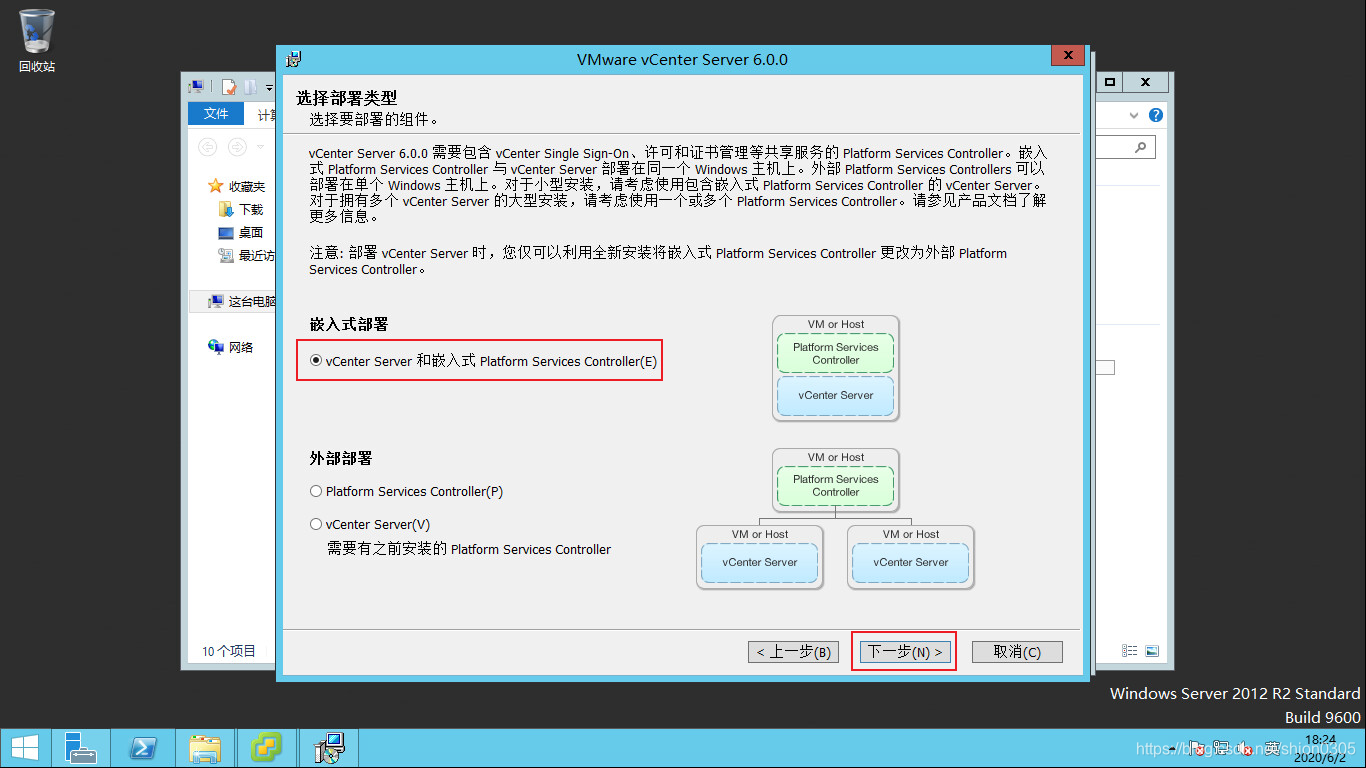 回收站
VMware vCenter Server 6.0.0
文件
计算
选择部署类型
选择要部署的组件。
vCenter Server 6.0.0 需要包含 vCenter Single Sign-On、许可和证书管理等共享服务的 Platform Services Controller。嵌入
式 Platform Services Controller 与 vCenter Server 部署在同一个 Windows 主机上。外部 Platform Services Controllers 可以
部署在单个 Windows 主机上。对于小型安装，请考虑使用包含嵌入式 Platform Services Controller 的 vCenter Server。
对于拥有多个 vCenter Server 的大型安装，请考虑使用一个或多个 Platform Services Controller。请参见产品文档了解
更多信息。
注意: 部署 vCenter Server 时，您仅可以利用全新安装将嵌入式 Platform Services Controller 更改为外部 Platform
Services Controller。
收藏夹
下载
桌面
最近访
这台电脑
网络
10 个项目
嵌入式部署
vCenter Server 和嵌入式 Platform Services Controller(E)
VM or Host
Platform Services
Controller
vCenter Server
外部部署
Platform Services Controller(P)
vCenter Server(V)
需要有之前安装的 Platform Services Controller
VM or Host
Platform Services
Controller
VM or Host
vCenter Server
VM or Host
vCenter Server
< 上一步(B)
下一步(N) >
取消(C)
Windows Server 2012 R2 Standard
Build 9600
英
18:24
2020/6/2